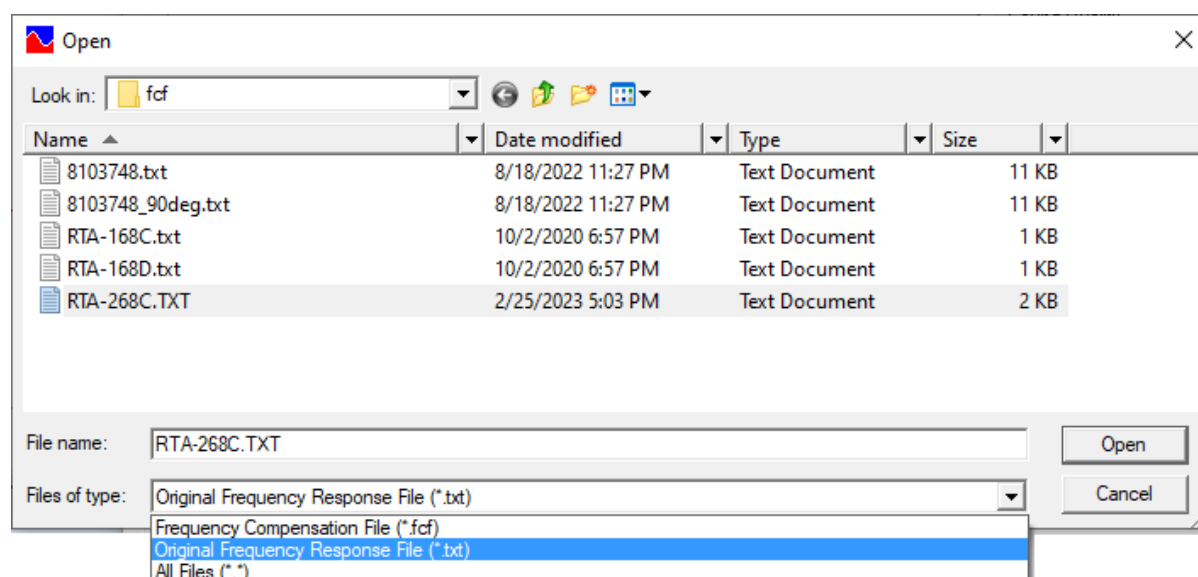 Open
Look in: fcf
Name Date modified Type Size
8103748.txt 8/18/2022 11:27 PM Text Document 11 KB
8103748_90deg.txt 8/18/2022 11:27 PM Text Document 11 KB
RTA-168C.txt 10/2/2020 6:57 PM Text Document 1 KB
RTA-168D.txt 10/2/2020 6:57 PM Text Document 1 KB
RTA-268C.TXT 2/25/2023 5:03 PM Text Document 2 KB
File name: RTA-268C.TXT Open
Files of type: Original Frequency Response File (*.txt) Cancel
Frequency Compensation File (*.fcf)
Original Frequency Response File (*.txt)
All Files (*.*)